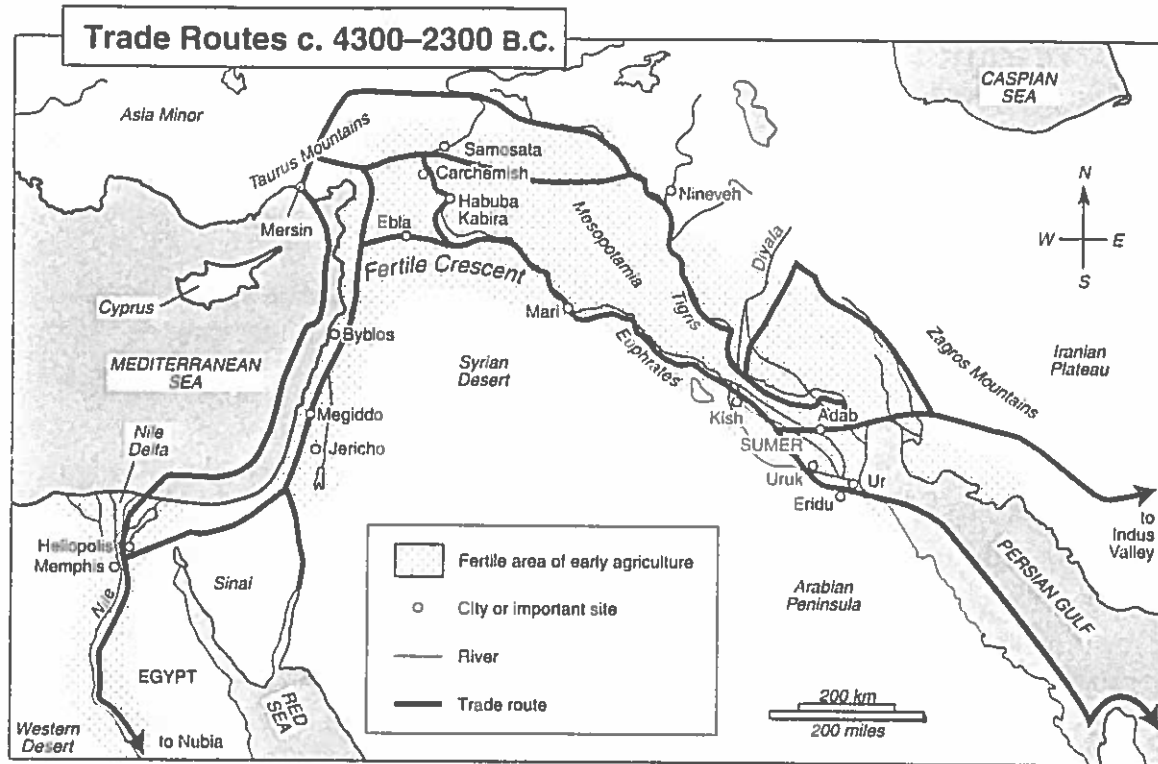 Trade Routes c. 4300–2300 B.C.
CASPIAN
SEA
Asia Minor
Taurus Mountains
Samosata
Carchemish
Nineveh
N
W
E
S
Habuba
Kabira
Mersin
Ebla
Mesopotamia
Diyala
Fertile Crescent
Cyprus
Mari
Tigris
Byblos
Euphrates
Zagros Mountains
Iranian
Plateau
MEDITERRANEAN
SEA
Syrian
Desert
Megiddo
Kish
Adab
Nile
Delta
Jericho
SUMER
Uruk
Ur
Eridu
to
Indus
Valley
Heliopolis
Memphis
Fertile area of early agriculture
Sinai
City or important site
Arabian
Peninsula
PERSIAN GULF
Nile
River
EGYPT
RED
SEA
Trade route
200 km
200 miles
Western
Desert
to Nubia